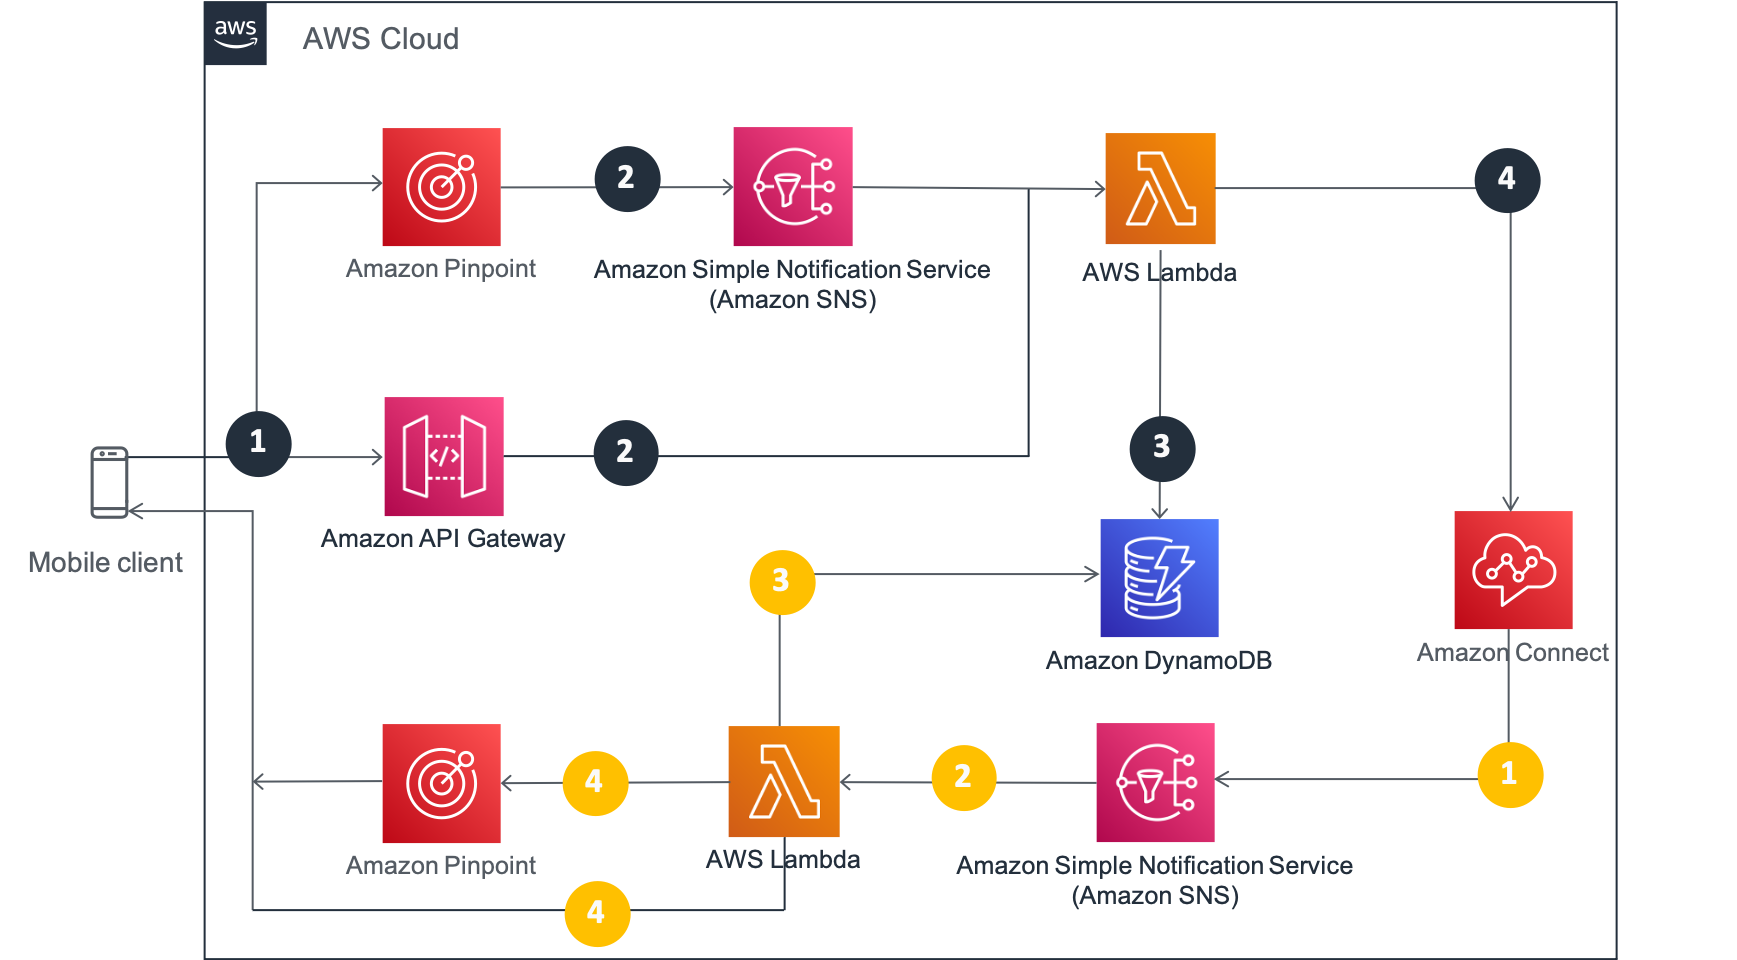 aws
AWS Cloud
2
4
Amazon Pinpoint
Amazon Simple Notification Service
(Amazon SNS)
AWS Lambda
1
2
3
Amazon API Gateway
Mobile client
3
Amazon DynamoDB
Amazon Connect
4
2
1
Amazon Pinpoint
AWS Lambda
Amazon Simple Notification Service
(Amazon SNS)
4